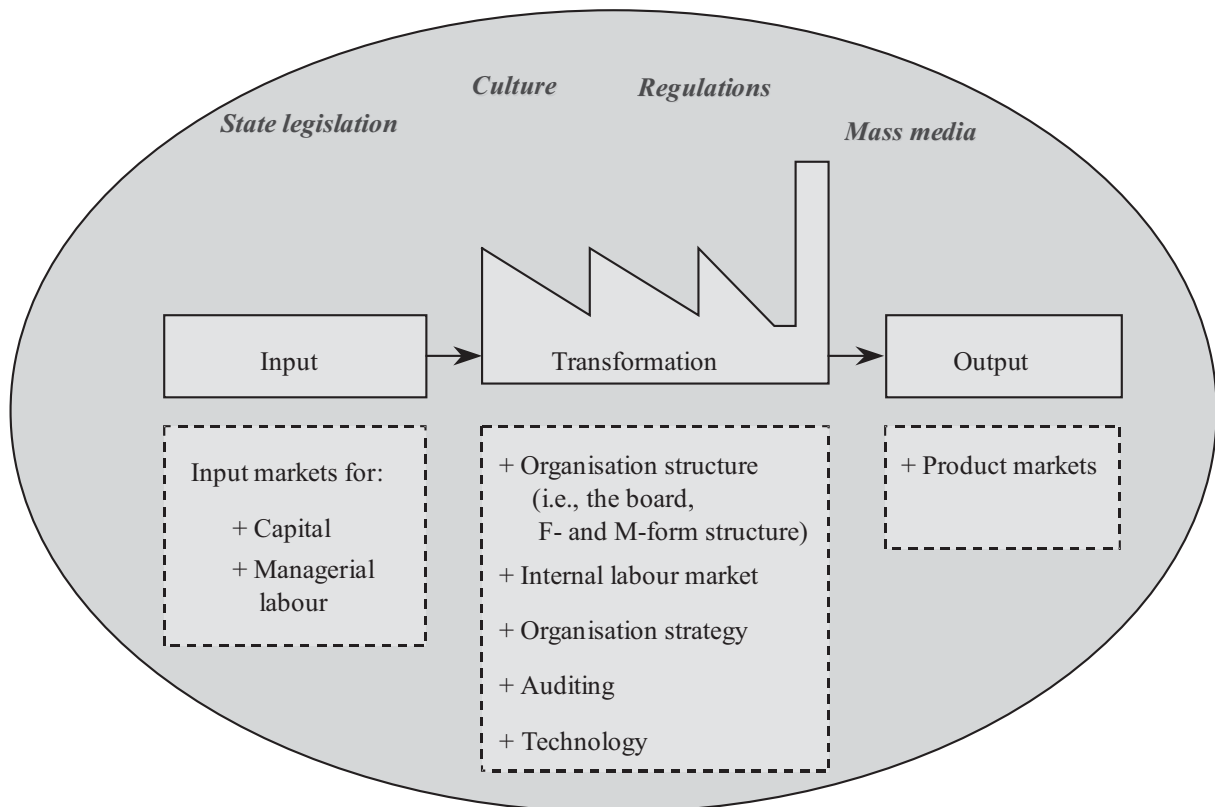 Culture
Regulations
State legislation
Mass media
Input
Transformation
Output
Input markets for:
+ Capital
+ Managerial
labour
+ Organisation structure
(i.e., the board,
F- and M-form structure)
+ Internal labour market
+ Organisation strategy
+ Auditing
+ Technology
+ Product markets